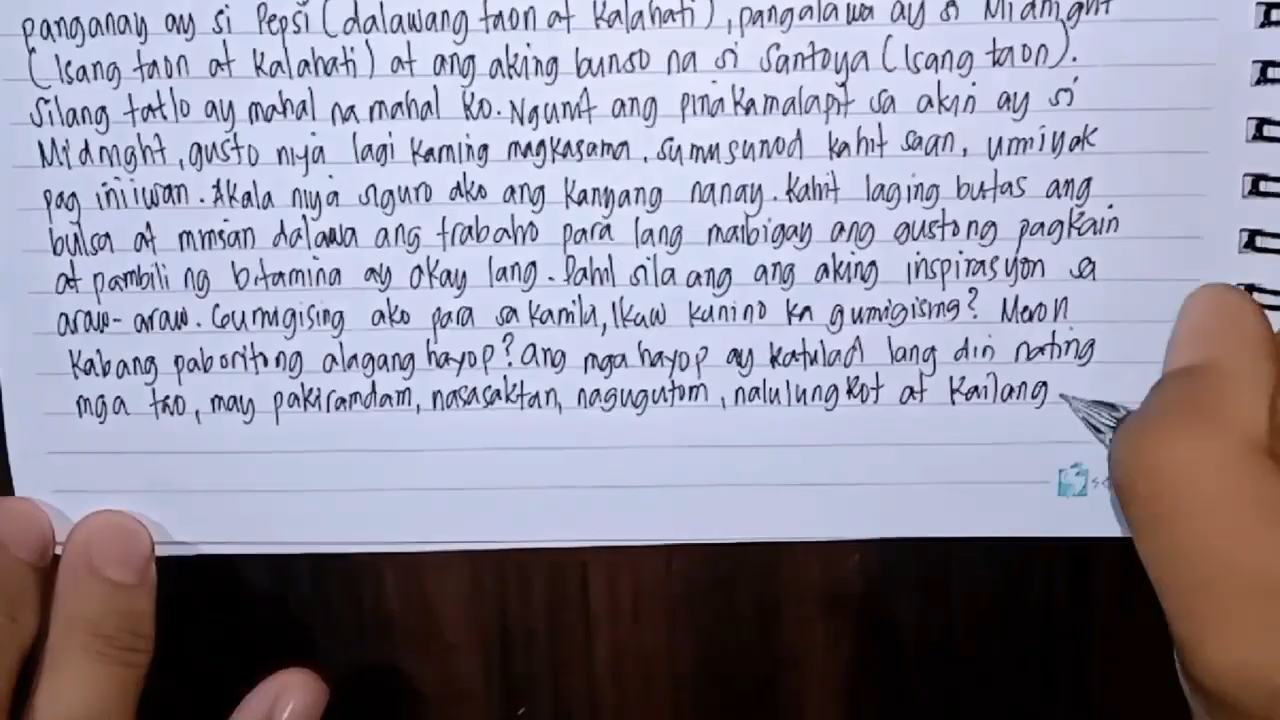 panganay ay si Pepsi (dalawang taon at kalahati), pangalawa ay si Midnight
(Isang taon at kalahati) at ang aking bunso na si Santoya (Isang taon).
Silang tatlo ay mahal na mahal ko. Ngunit ang pinakamalapit sa akin ay si
Midnight, gusto niya lagi kaming magkasama, sumusunod kahit saan, umiiyak
pag iniiwan. Akala niya siguro ako ang kanyang nanay. Kahit laging butas ang
bulsa at minsan dalawa ang trabaho para lang maibigay ang gustong pagkain
at pambili ng bitamina ay okay lang. Dahil sila ang ang aking inspirasyon sa
araw-araw. Gumigising ako para sa kanila, Ikaw kanino ka gumigising? Meron
kabang paboritong alagang hayop? ang mga hayop ay katulad lang din nating
mga tao, may pakiramdam, nasasaktan, nagugutom, nalulungkot at kailang